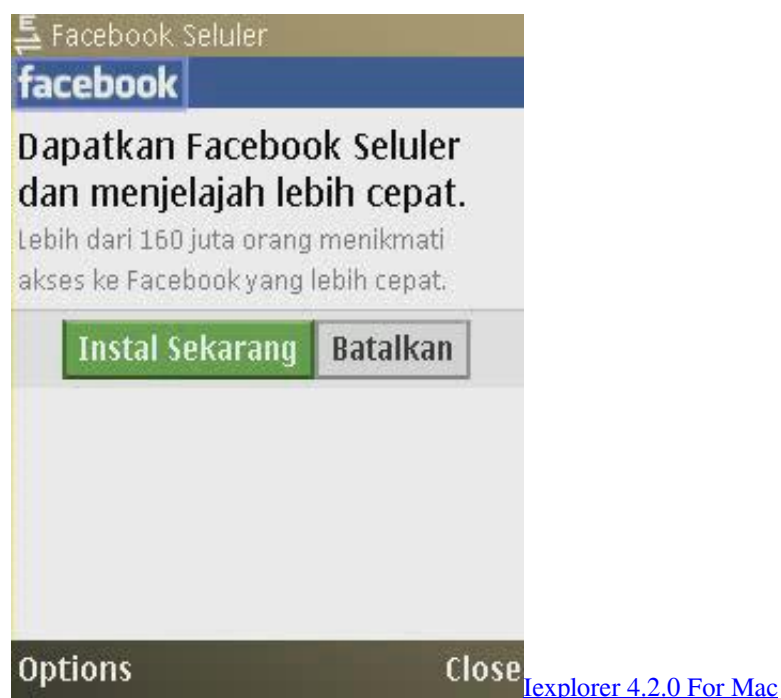 Facebook Seluler
facebook
Dapatkan Facebook Seluler
dan menjelajah lebih cepat.
Lebih dari 160 juta orang menikmati
akses ke Facebook yang lebih cepat.
Instal Sekarang Batalkan
Options Close
Iexplorer 4.2.0 For Mac